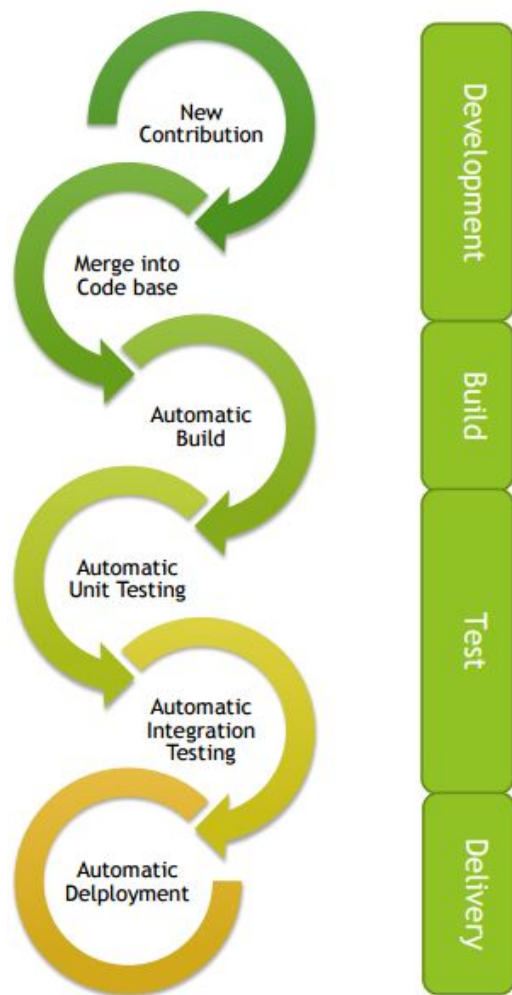 New
Contribution
Development
Merge into
Code base
Automatic
Build
Build
Automatic
Unit Testing
Test
Automatic
Integration
Testing
Automatic
Delployment
Delivery